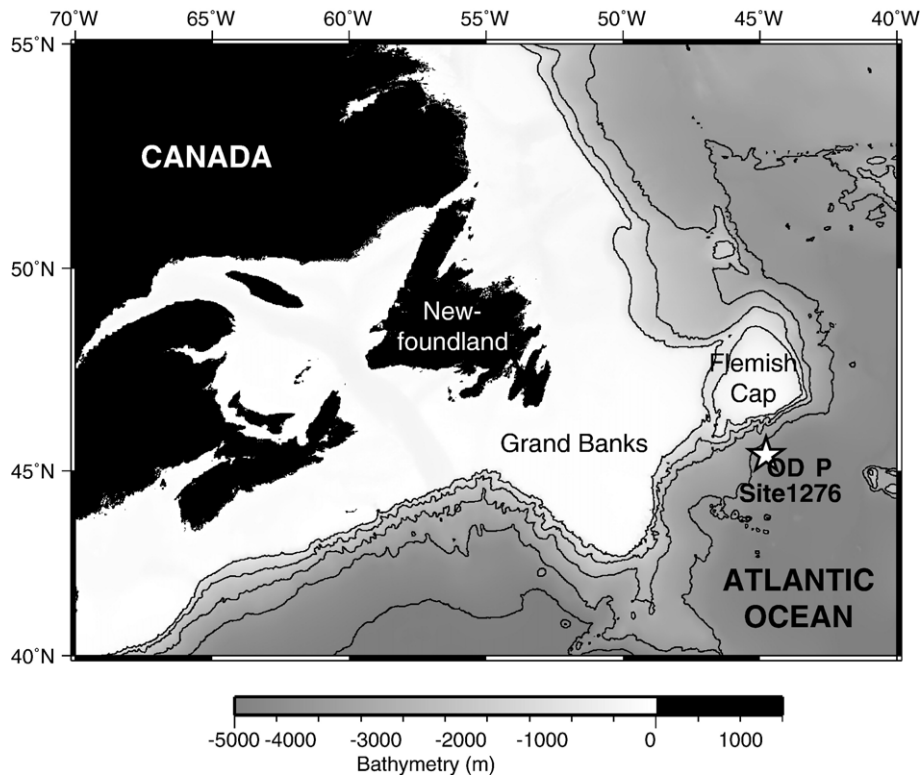 70˚W 65˚W 60˚W 55˚W 50˚W 45˚W 40˚W
55˚N
CANADA
50˚N
New-
foundland
Flemish
Cap
Grand Banks
45˚N
OD P
Site1276
ATLANTIC
OCEAN
40˚N
-5000 -4000 -3000 -2000 -1000 0 1000
Bathymetry (m)